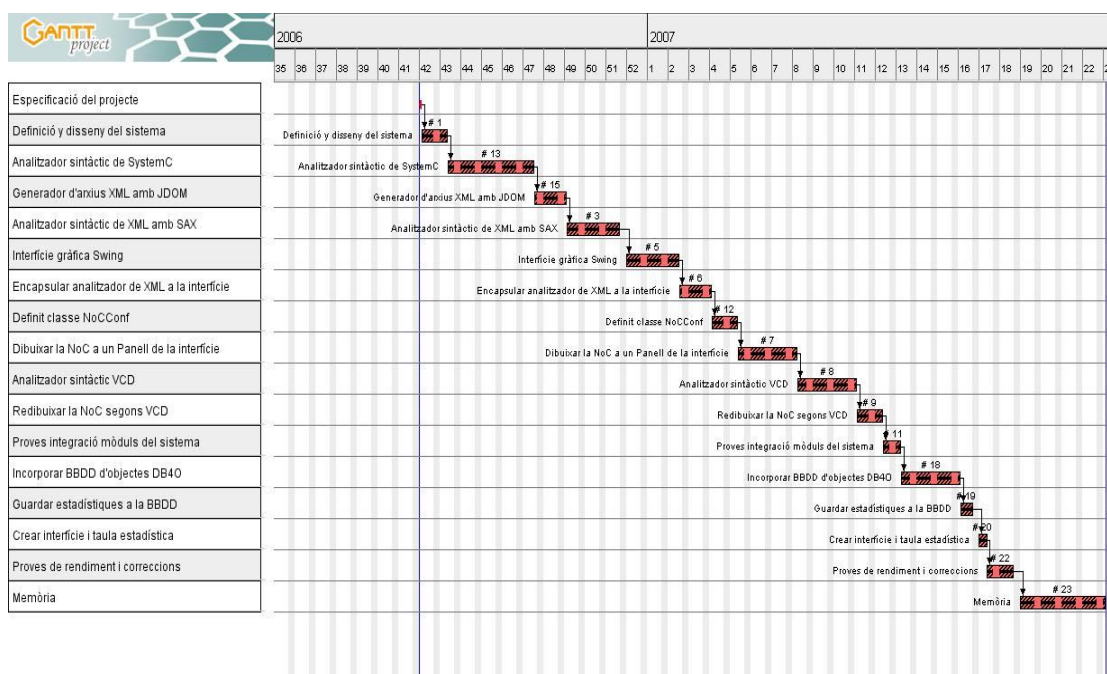 GANTT
project
2006 2007
35 36 37 38 39 40 41 42 43 44 45 46 47 48 49 50 51 52 1 2 3 4 5 6 7 8 9 10 11 12 13 14 15 16 17 18 19 20 21 22 2
Especificació del projecte
Definició y disseny del sistema
Definició y disseny del sistema
# 1
Analitzador sintàctic de SystemC
Analitzador sintàctic de SystemC
# 13
Generador d'arxius XML amb JDOM
Generador d'arxius XML amb JDOM
# 15
Analitzador sintàctic de XML amb SAX
Analitzador sintàctic de XML amb SAX
# 3
Interfície gràfica Swing
Interfície gràfica Swing
# 5
Encapsular analitzador de XML a la interfície
Encapsular analitzador de XML a la interfície
# 6
Definit classe NoCConf
Definit classe NoCConf
# 12
Dibuixar la NoC a un Panell de la interfície
Dibuixar la NoC a un Panell de la interfície
# 7
Analitzador sintàctic VCD
Analitzador sintàctic VCD
# 8
Redibuixar la NoC segons VCD
Redibuixar la NoC segons VCD
# 9
Proves integració mòduls del sistema
Proves integració mòduls del sistema
# 11
Incorporar BBDD d'objectes DB4O
Incorporar BBDD d'objectes DB4O
# 18
Guardar estadístiques a la BBDD
Guardar estadístiques a la BBDD
# 19
Crear interfície i taula estadística
Crear interfície i taula estadística
# 20
Proves de rendiment i correccions
Proves de rendiment i correccions
# 22
Memòria
Memòria
# 23